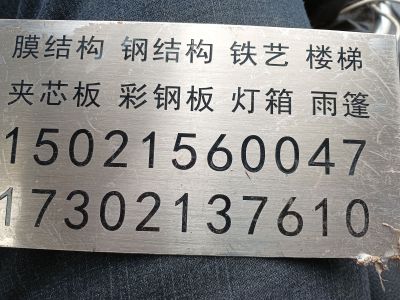 膜结构 钢结构 铁艺 楼梯
夹芯板 彩钢板 灯箱 雨篷
15021560047
17302137610